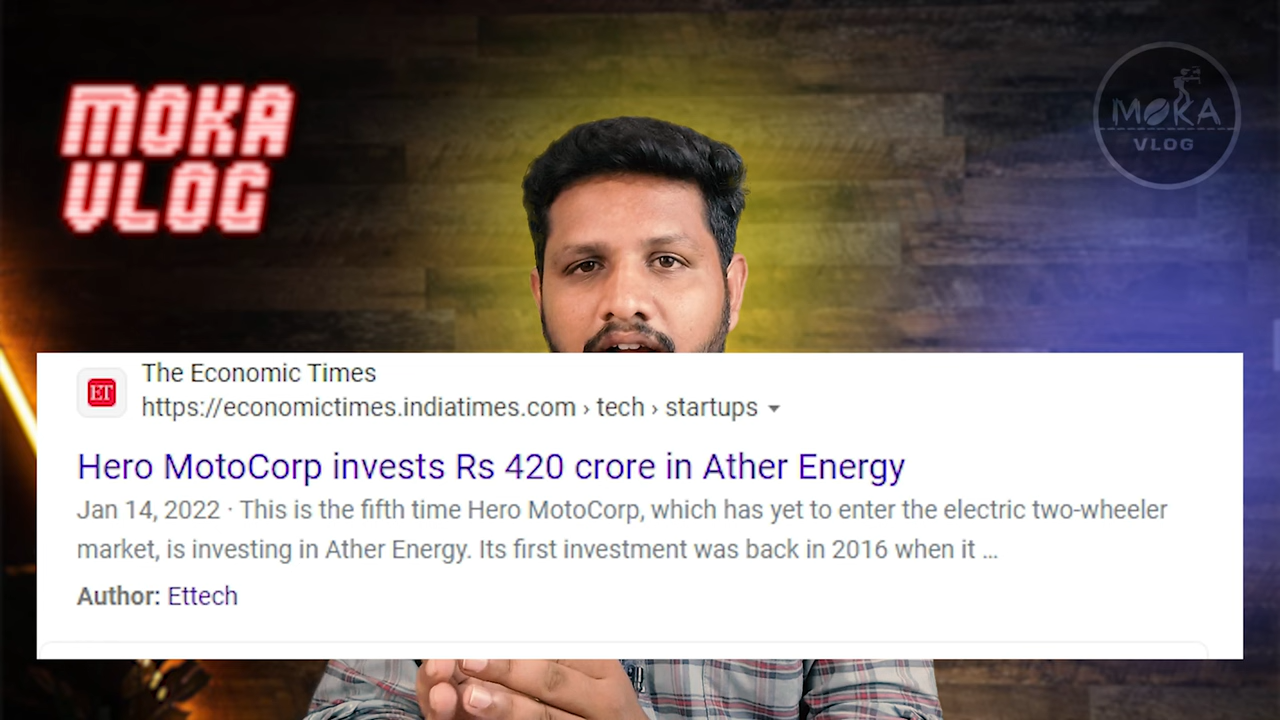 MOKA
VLOG
MOKA
VLOG
ET
The Economic Times
https://economictimes.indiatimes.com › tech › startups
Hero MotoCorp invests Rs 420 crore in Ather Energy
Jan 14, 2022 · This is the fifth time Hero MotoCorp, which has yet to enter the electric two-wheeler
market, is investing in Ather Energy. Its first investment was back in 2016 when it ...
Author: Ettech